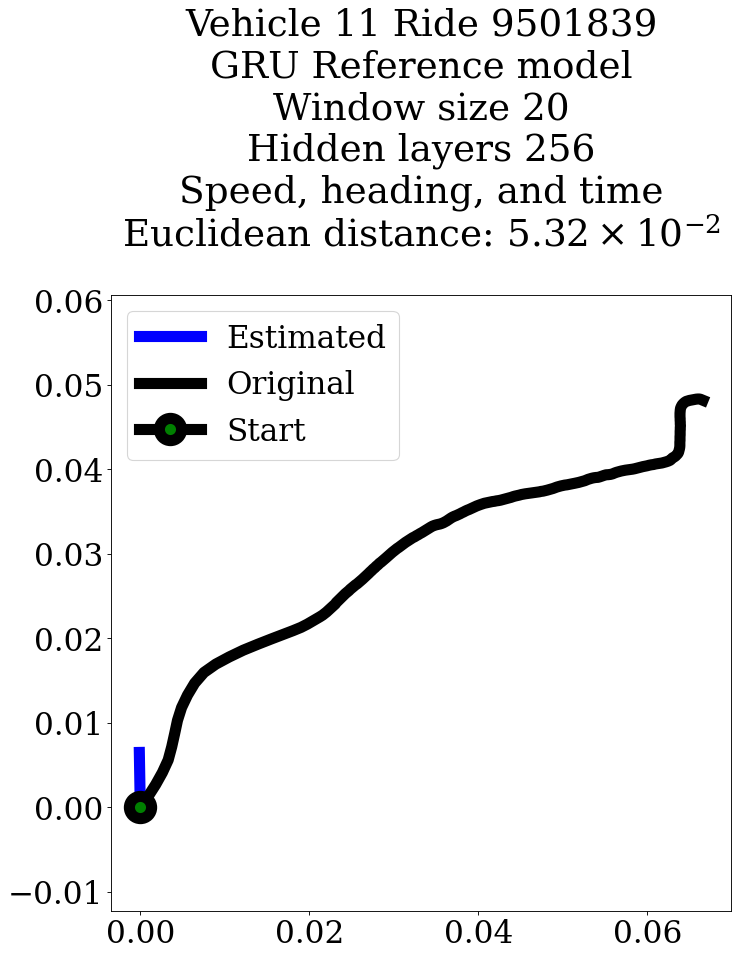 Vehicle 11 Ride 9501839
GRU Reference model
Window size 20
Hidden layers 256
Speed, heading, and time
Euclidean distance: 5.32 × 10⁻²
0.06
0.05
0.04
0.03
0.02
0.01
0.00
−0.01
Estimated
Original
Start
0.00 0.02 0.04 0.06